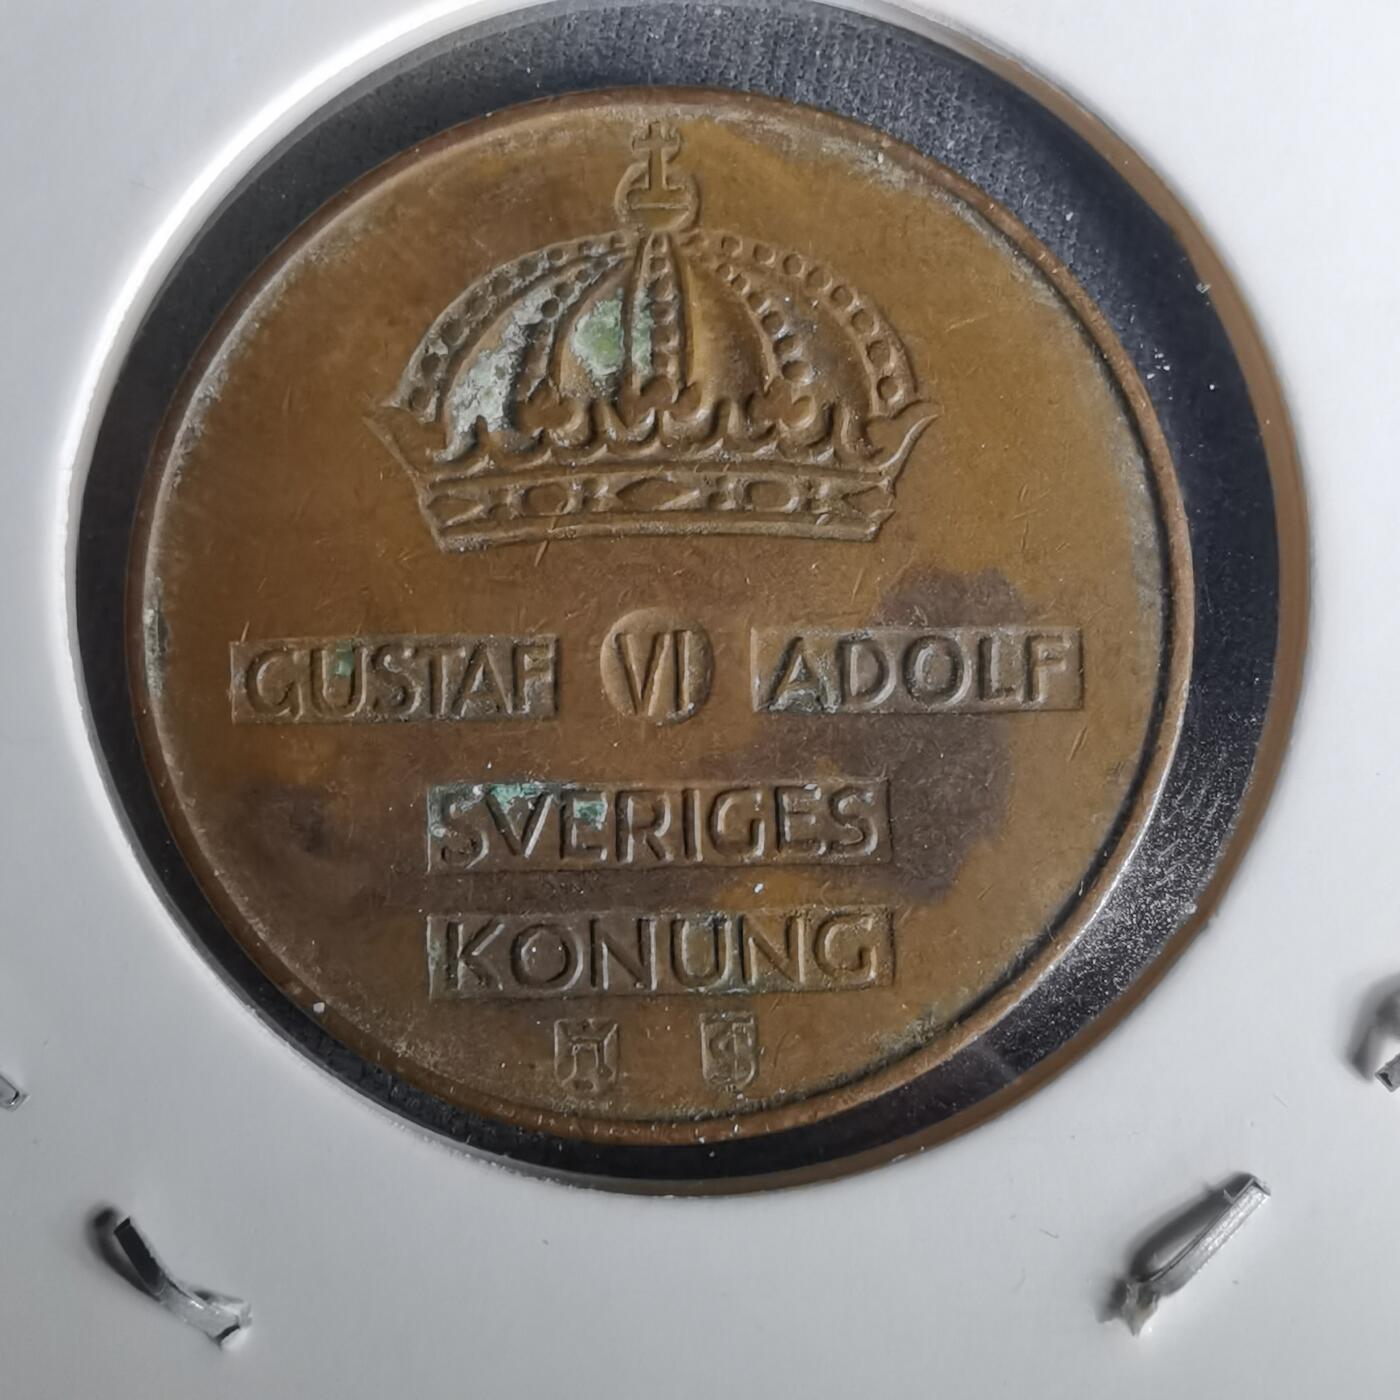 GUSTAF VI ADOLF
SVERIGES
KONUNG